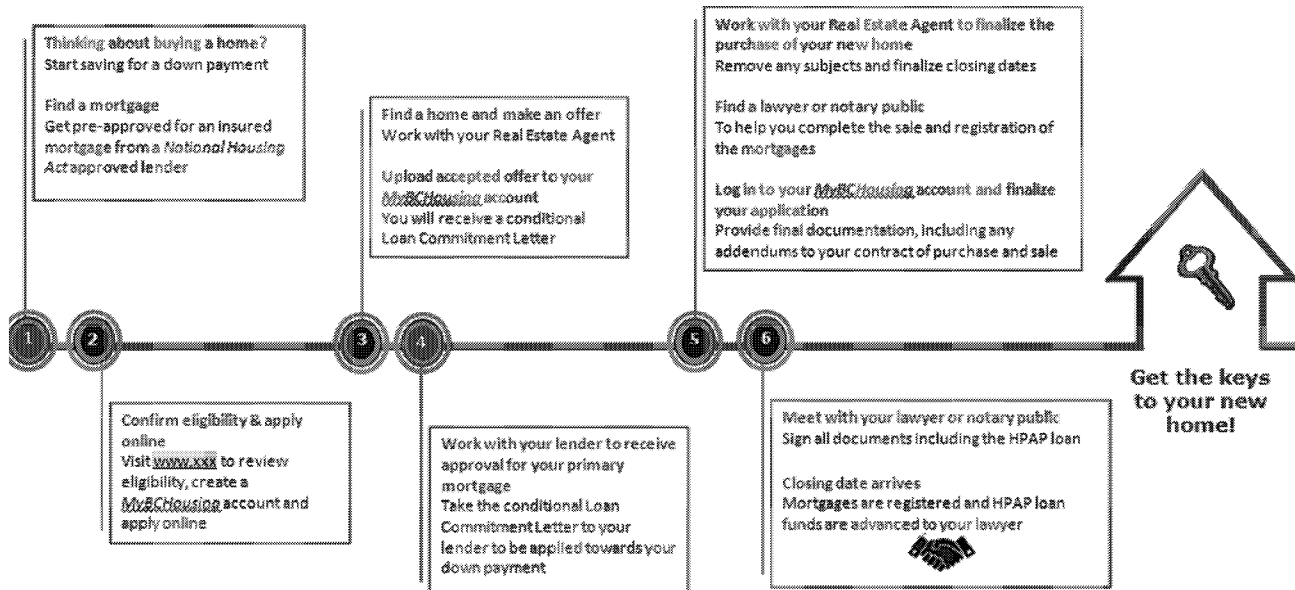 Thinking about buying a home?
Start saving for a down payment
Find a mortgage
Get pre-approved for an insured
mortgage from a National Housing
Act approved lender
1
2
Confirm eligibility & apply
online
Visit www.xxx to review
eligibility, create a
MyBCHousing account and
apply online
Find a home and make an offer
Work with your Real Estate Agent
Upload accepted offer to your
MyBCHousing account
You will receive a conditional
Loan Commitment Letter
3
4
Work with your lender to receive
approval for your primary
mortgage
Take the conditional Loan
Commitment Letter to your
lender to be applied towards your
down payment
Work with your Real Estate Agent to finalize the
purchase of your new home
Remove any subjects and finalize closing dates
Find a lawyer or notary public
To help you complete the sale and registration of
the mortgages
Log in to your MyBCHousing account and finalize
your application
Provide final documentation, including any
addendums to your contract of purchase and sale
5
6
Meet with your lawyer or notary public
Sign all documents including the HPAP loan
Closing date arrives
Mortgages are registered and HPAP loan
funds are advanced to your lawyer
Get the keys
to your new
home!